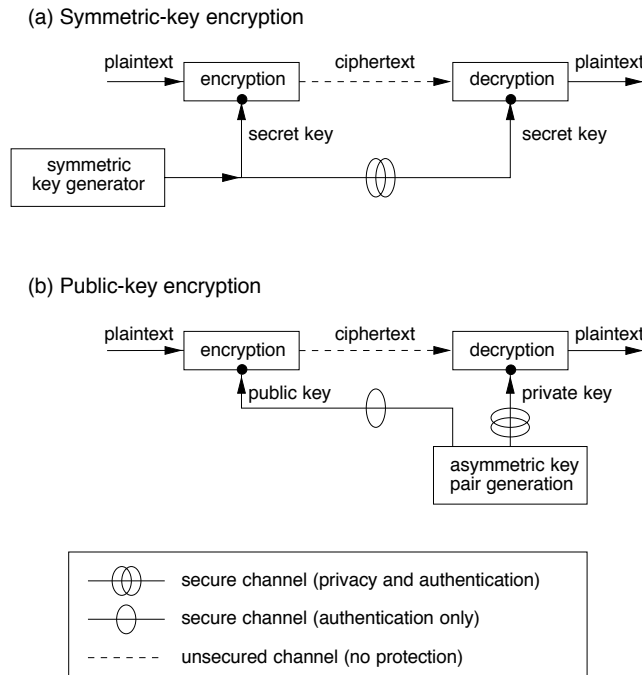 (a) Symmetric-key encryption
plaintext
encryption
ciphertext
decryption
plaintext
secret key
secret key
symmetric
key generator
(b) Public-key encryption
plaintext
encryption
ciphertext
decryption
plaintext
public key
private key
asymmetric key
pair generation
secure channel (privacy and authentication)
secure channel (authentication only)
unsecured channel (no protection)